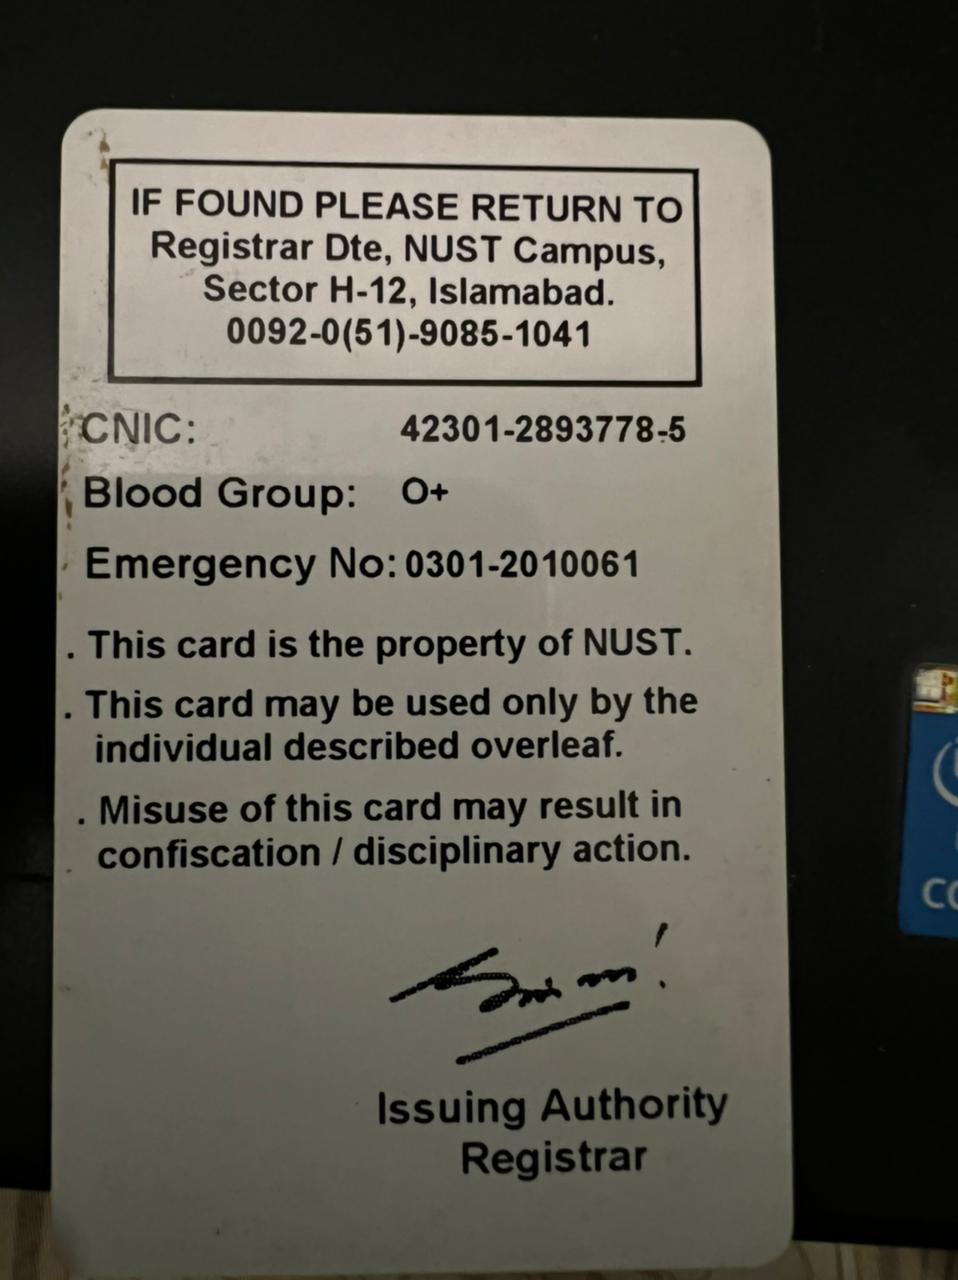 IF FOUND PLEASE RETURN TO
Registrar Dte, NUST Campus,
Sector H-12, Islamabad.
0092-0(51)-9085-1041
CNIC: 42301-2893778-5
Blood Group: O+
Emergency No: 0301-2010061
. This card is the property of NUST.
. This card may be used only by the
individual described overleaf.
. Misuse of this card may result in
confiscation / disciplinary action.
Issuing Authority
Registrar